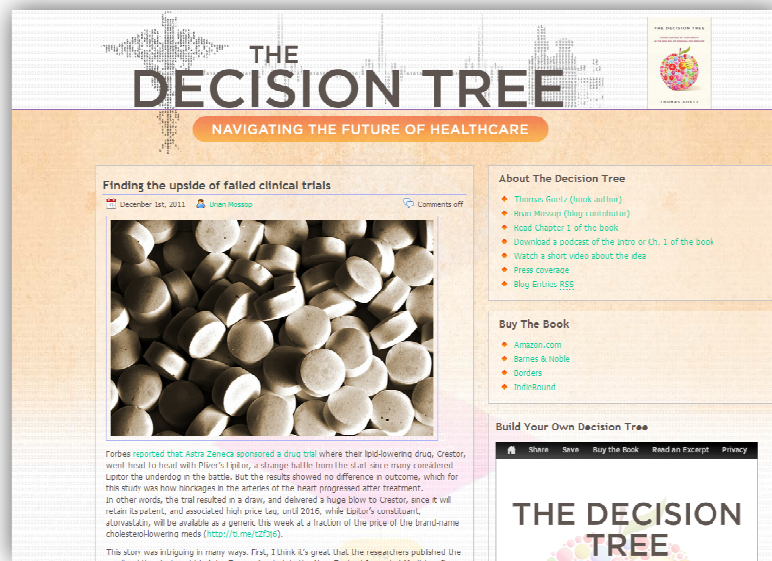 THE
DECISION TREE
NAVIGATING THE FUTURE OF HEALTHCARE
THE DECISION TREE
THOMAS GOETZ
Finding the upside of failed clinical trials
December 1st, 2011 Brian Mossop Comments off
Forbes reported that Astra Zeneca sponsored a drug trial where their lipid-lowering drug, Crestor,
went head to head with Pfizer's Lipitor, a strange battle from the start since many considered
Lipitor the underdog in the battle. But the results showed no difference in outcome, which for
this study was how blockages in the arteries of the heart progressed after treatment.
In other words, the trial resulted in a draw, and delivered a huge blow to Crestor, since it will
retain its patent, and associated high price tag, until 2016, while Lipitor's constituent,
atorvastatin, will be available as a generic this week at a fraction of the price of the brand-name
cholesterol-lowering meds (http://ti.me/tZf3J6).
This story was intriguing in many ways. First, I think it's great that the researchers published the
About The Decision Tree
Thomas Goetz (book author)
Brian Mossop (blog contributor)
Read Chapter 1 of the book
Download a podcast of the Intro or Ch. 1 of the book
Watch a short video about the idea
Press coverage
Blog Entries RSS
Buy The Book
Amazon.com
Barnes & Noble
Borders
IndieBound
Build Your Own Decision Tree
Share Save Buy the Book Read an Excerpt Privacy
THE DECISION
TREE